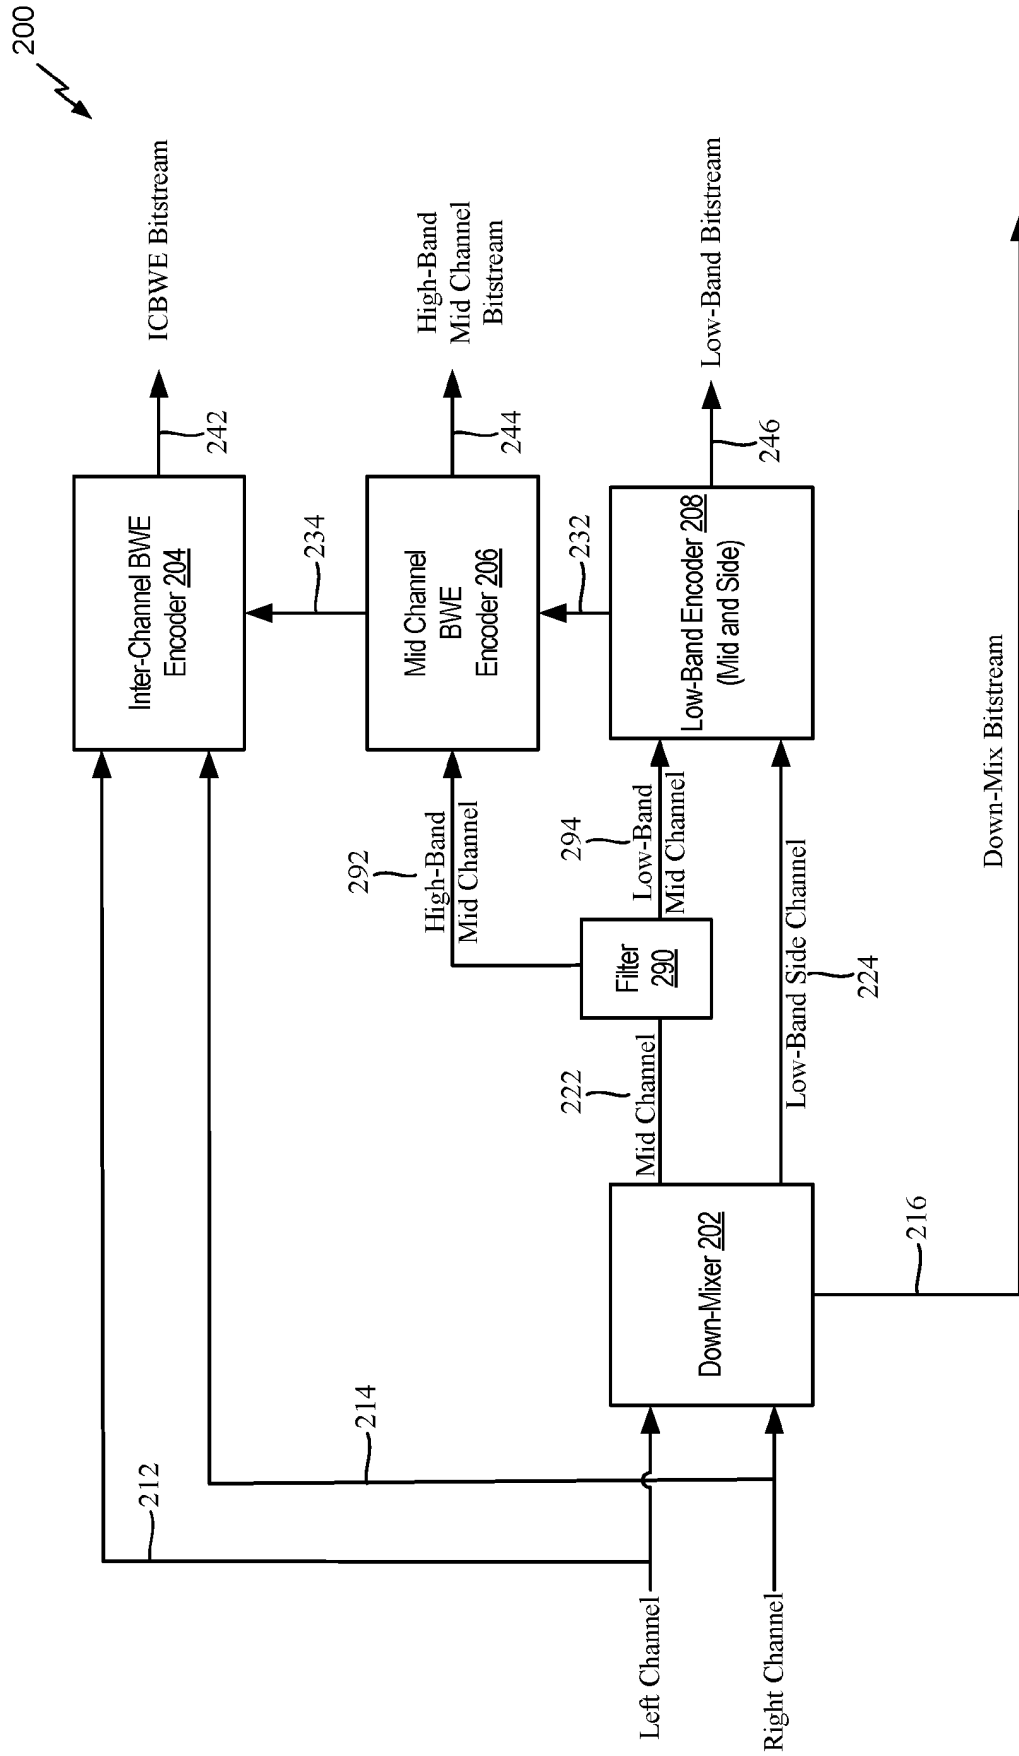 200
ICBWE Bitstream
242
Inter-Channel BWE
Encoder 204
234
High-Band
Mid Channel
Bitstream
244
Mid Channel
BWE
Encoder 206
232
Low-Band Bitstream
246
Low-Band Encoder 208
(Mid and Side)
292
High-Band
Mid Channel
294
Low-Band
Mid Channel
Filter
290
222
Mid Channel
Low-Band Side Channel
224
Down-Mixer 202
216
Down-Mix Bitstream
212
214
Left Channel
Right Channel